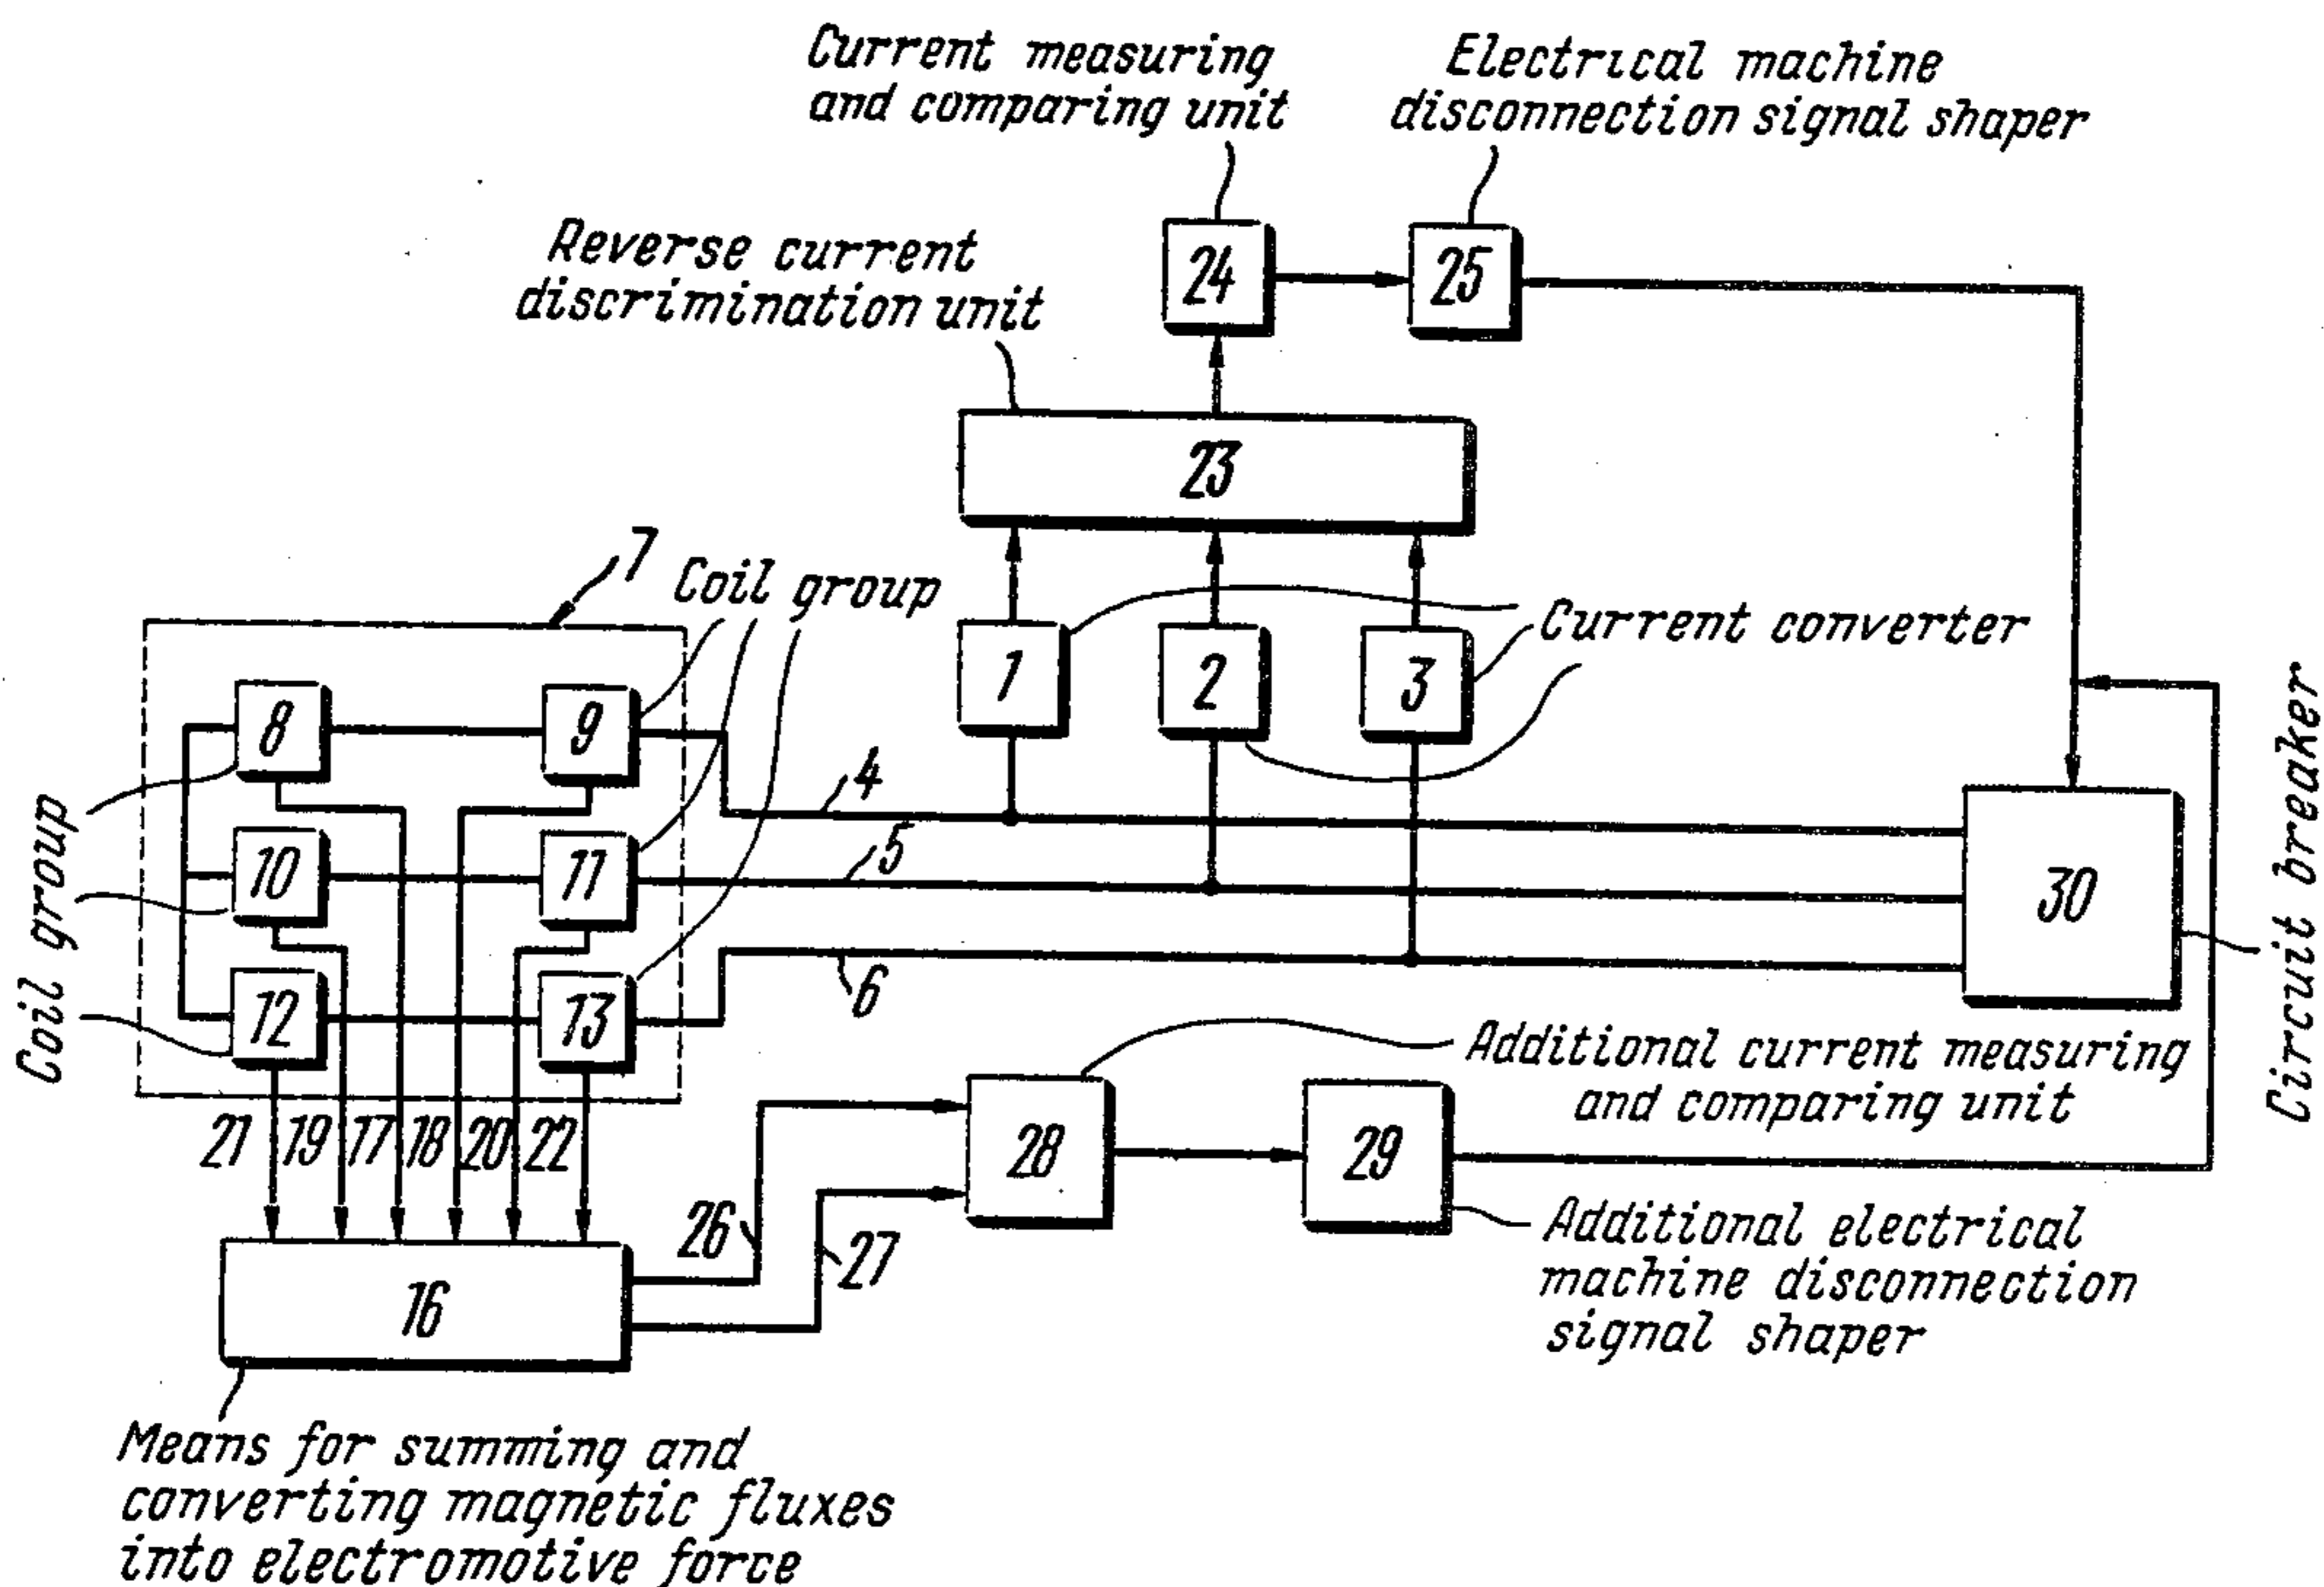 Current measuring
and comparing unit
Electrical machine
disconnection signal shaper
Reverse current
discrimination unit
24
25
23
7
Coil group
1
2
3
Current converter
8
9
4
10
11
5
30
12
13
6
Coil group
Circuit breaker
21 19 17 18 20 22
Additional current measuring
and comparing unit
28
29
26
27
16
Additional electrical
machine disconnection
signal shaper
Means for summing and
converting magnetic fluxes
into electromotive force